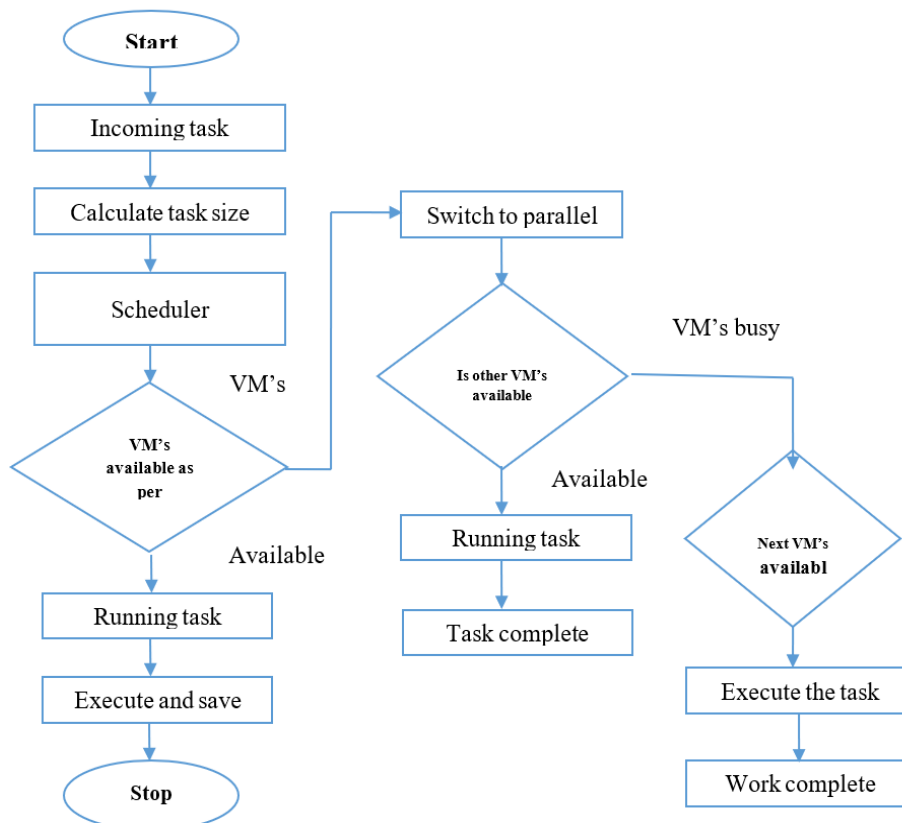 Start
Incoming task
Calculate task size
Scheduler
VM's
VM's
available as
per
Available
Running task
Execute and save
Stop
Switch to parallel
VM's busy
Is other VM's
available
Available
Running task
Task complete
Next VM's
availabl
Execute the task
Work complete